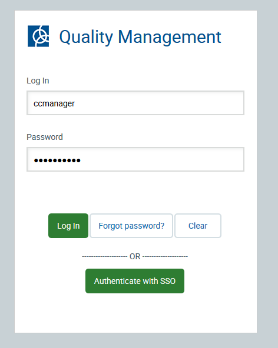 Quality Management
Log In
ccmanager
Password
••••••••••
Log In Forgot password? Clear
-------------------- OR --------------------
Authenticate with SSO